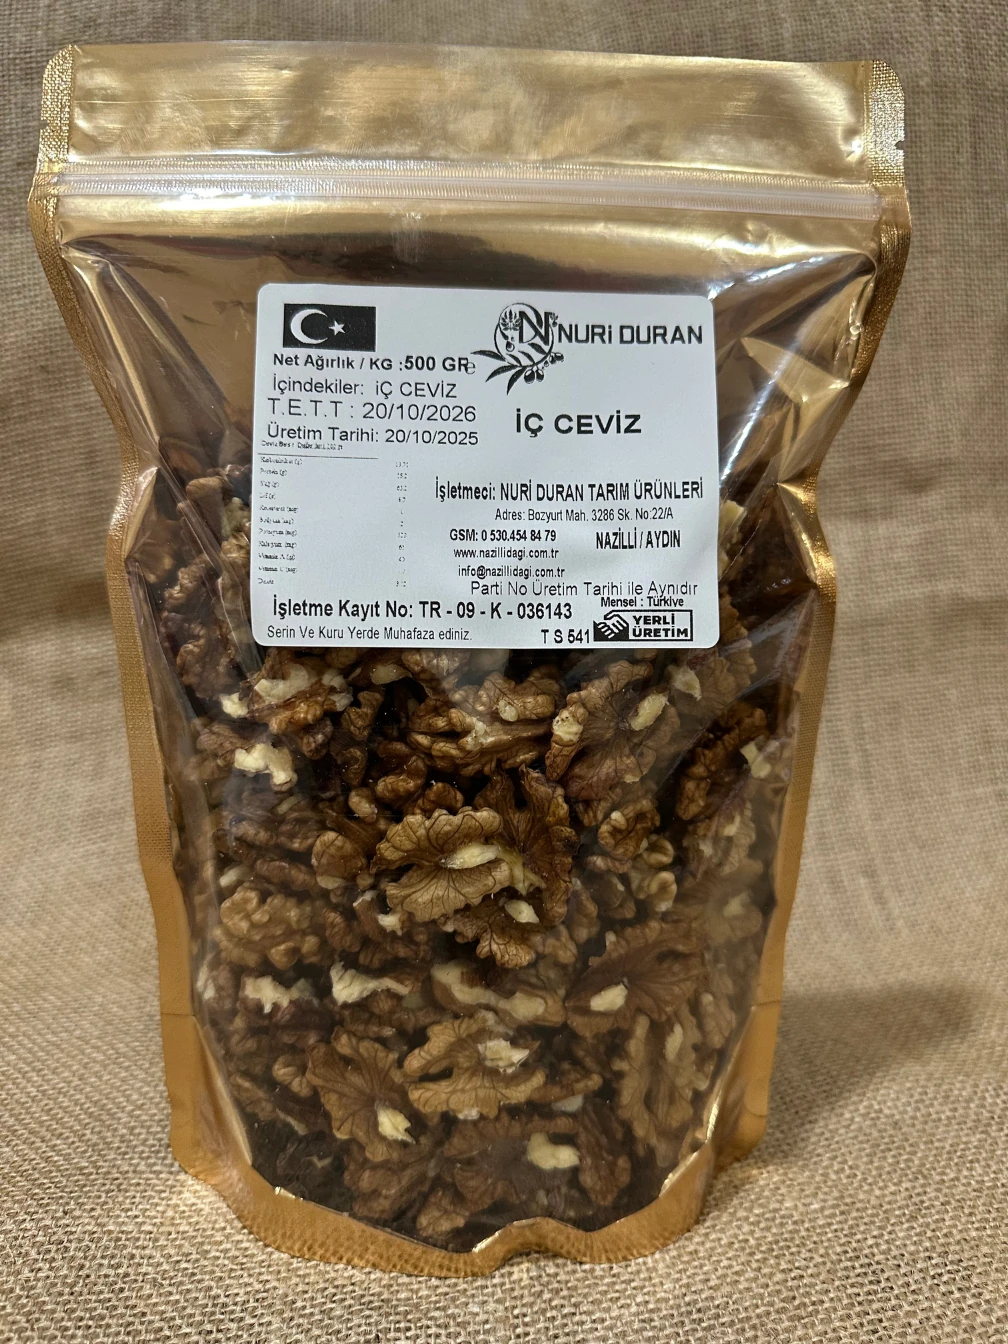 NURi DURAN
Net Ağırlık / KG :500 GR e
İçindekiler: iÇ CEVİZ
T.E.T.T : 20/10/2026
Üretim Tarihi: 20/10/2025
İÇ CEVİZ
İşletmeci: NURİ DURAN TARIM ÜRÜNLERİ
Adres: Bozyurt Mah. 3286 Sk. No:22/A
GSM: 0 530.454 84 79 NAZİLLİ / AYDIN
www.nazillidagi.com.tr
info@nazillidagi.com.tr
Parti No Üretim Tarihi ile Aynıdır
Mensei : Türkiye
İşletme Kayıt No: TR - 09 - K - 036143
YERLİ
ÜRETİM
Serin Ve Kuru Yerde Muhafaza ediniz. T S 541